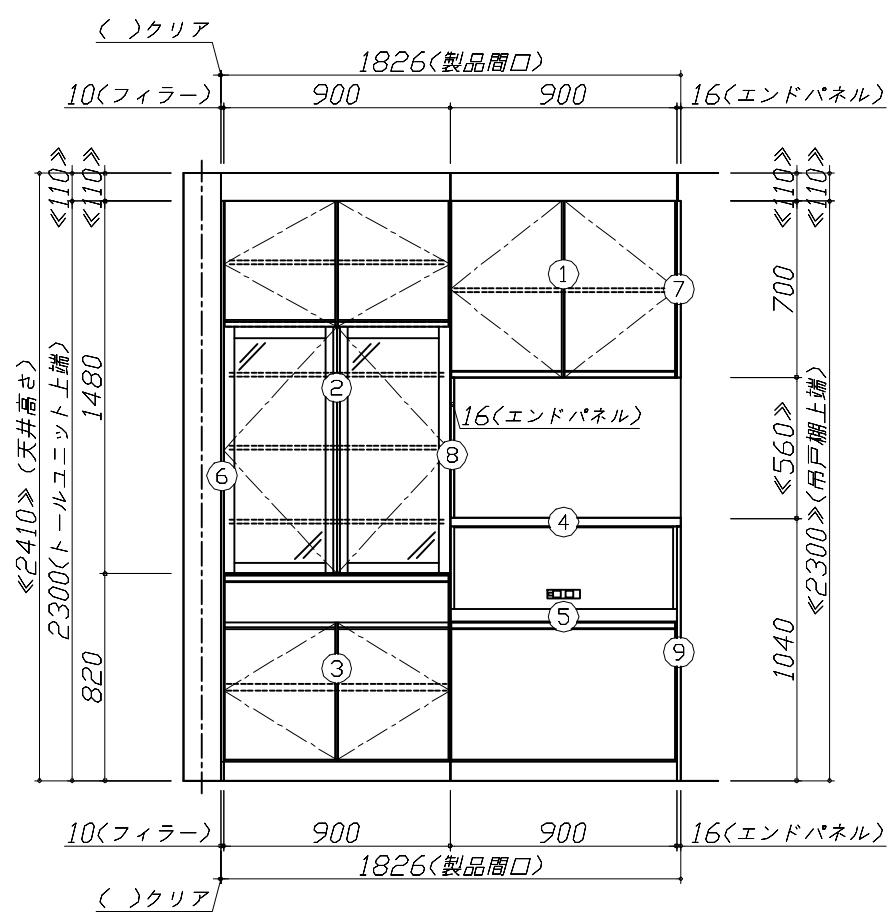 ( )クリア
1826(製品間口)
10(フィラー)
900
900
16(エンドパネル)
≪110≫
≪110≫
≪110≫
≪110≫
1
7
700
≪2410≫(天井高さ)
2300(トールユニット上端)
1480
2
16(エンドパネル)
≪560≫
≪2300≫(吊戸棚上端)
8
6
4
5
9
3
820
1040
10(フィラー)
900
900
16(エンドパネル)
1826(製品間口)
( )クリア